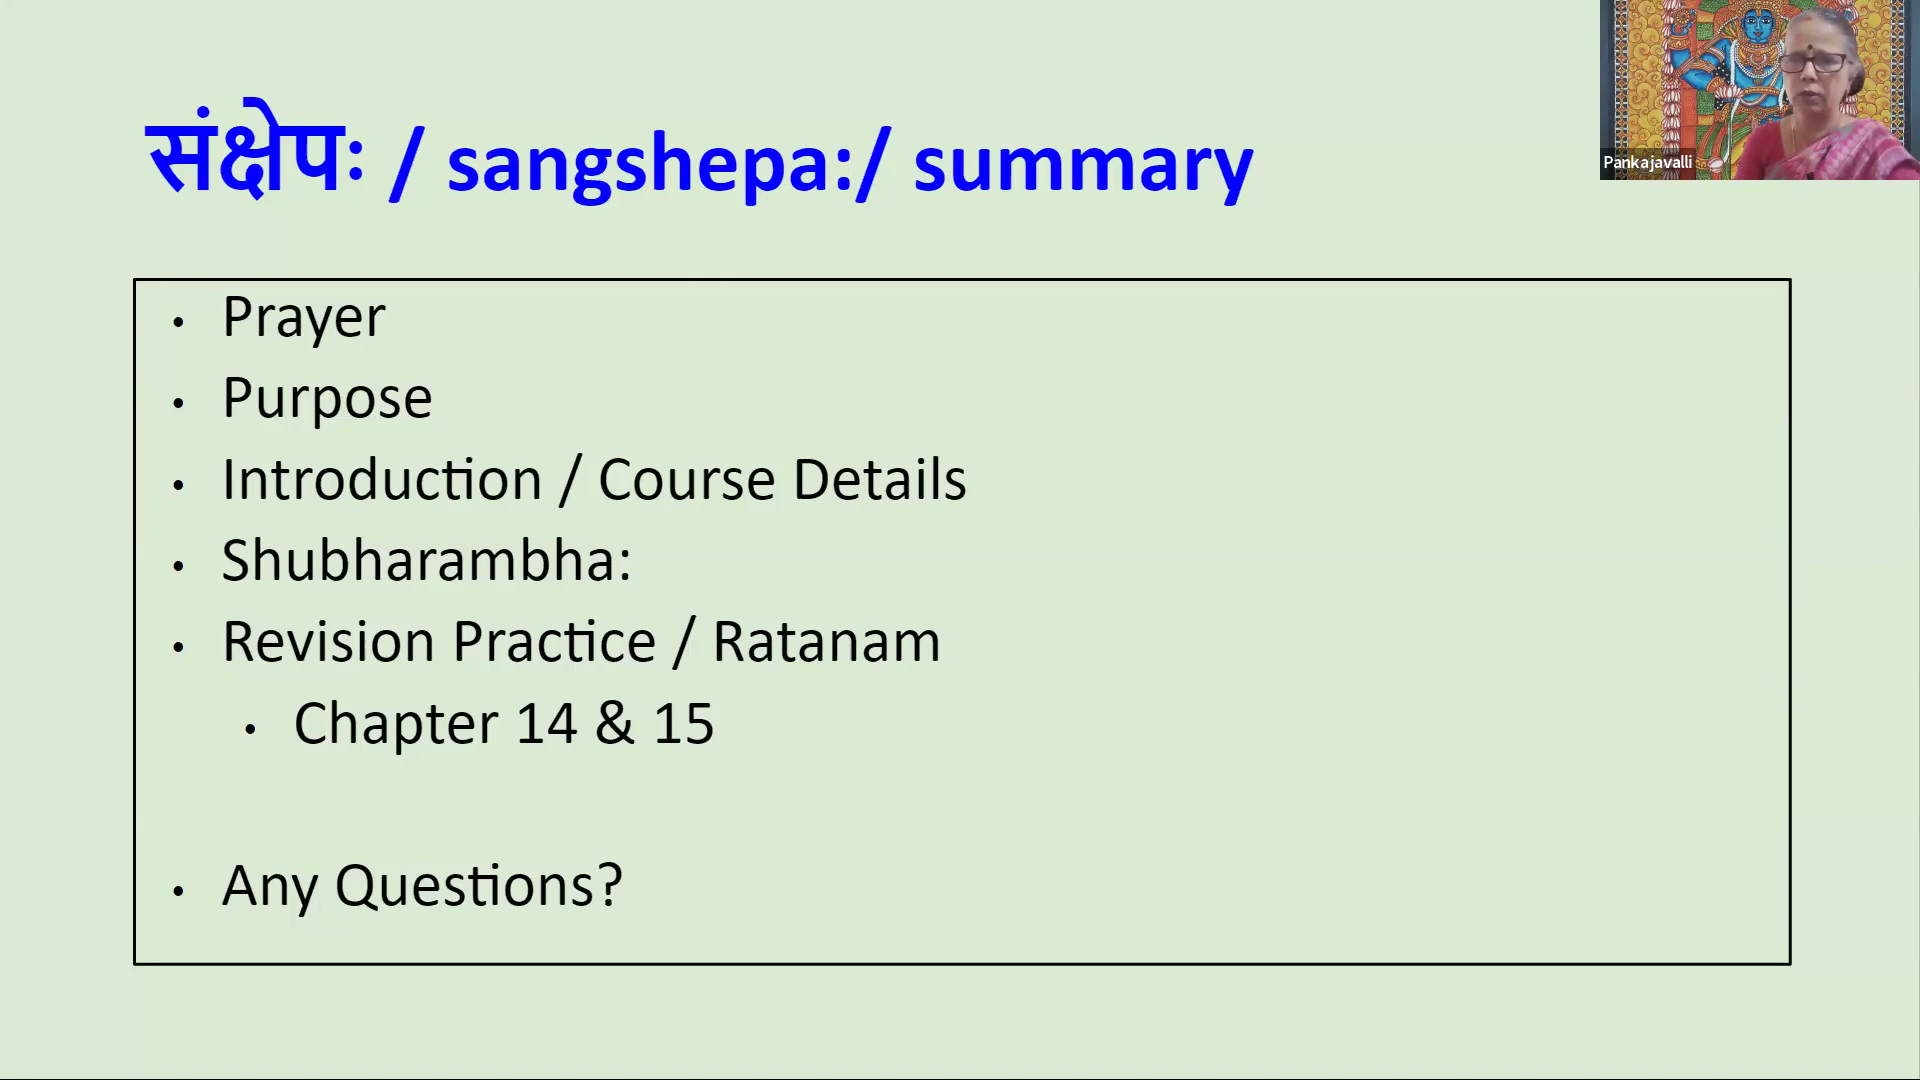 संक्षेपः / sangshepa:/ summary
Pankajavalli
• Prayer
• Purpose
• Introduction / Course Details
• Shubharambha:
• Revision Practice / Ratanam
• Chapter 14 & 15
• Any Questions?